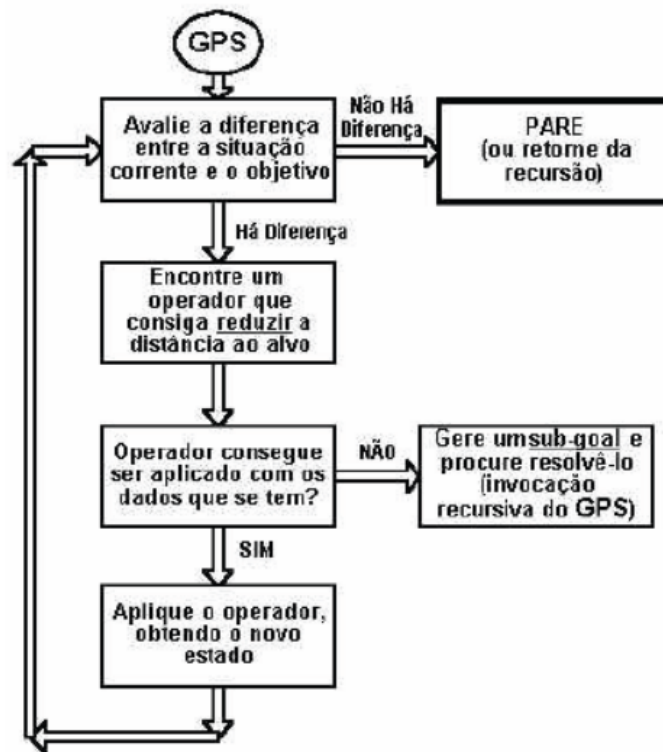 GPS
Avalie a diferença
entre a situação
corrente e o objetivo
Não Há
Diferença
PARE
(ou retorne da
recursão)
Há Diferença
Encontre um
operador que
consiga reduzir a
distância ao alvo
Operador consegue
ser aplicado com os
dados que se tem?
NÃO
Gere umsub-goal e
procure resolvê-lo
(invocação
recursiva do GPS)
SIM
Aplique o operador,
obtendo o novo
estado